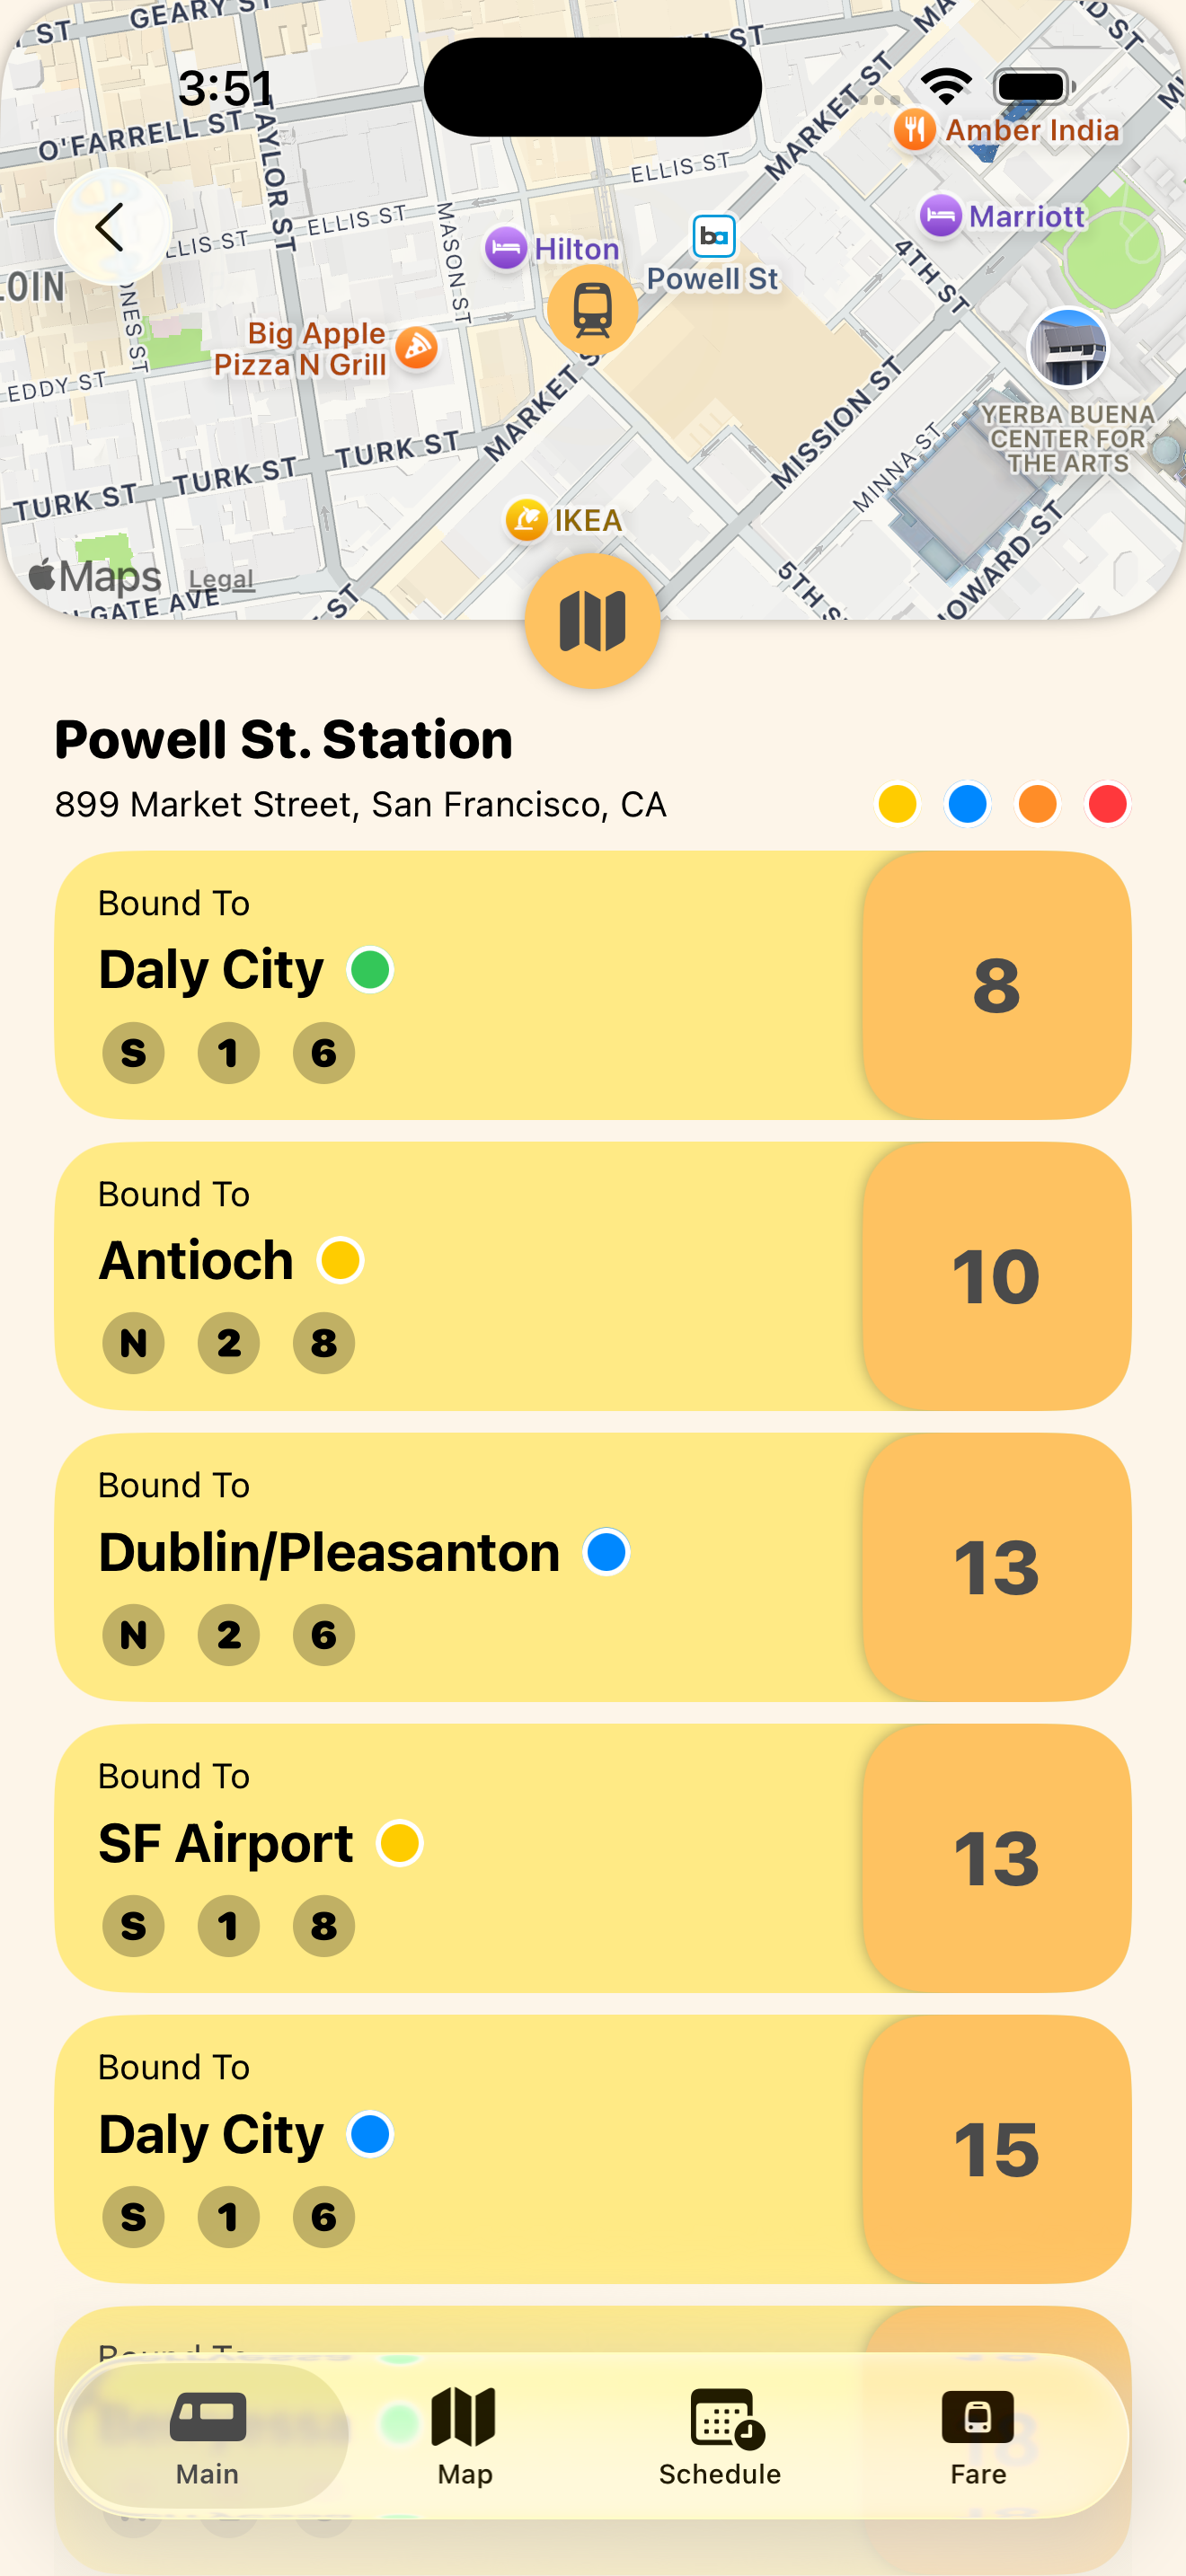 GEARY ST
ST
3:51
O'FARRELL ST
TAYLOR ST
ELLIS ST
MARKET ST
Amber India
ELLIS ST
MASON ST
Hilton
ba
Powell St
Marriott
4TH ST
Big Apple
Pizza N Grill
EDDY ST
MARKET S
MISSION ST
YERBA BUENA
CENTER FOR
THE ARTS
TURK ST
TURK ST
TURK ST
MINNA ST
IKEA
HOWARD ST
5TH S
Maps
Legal
N GATE AVE
Powell St. Station
899 Market Street, San Francisco, CA
Bound To
Daly City
S 1 6
8
Bound To
Antioch
N 2 8
10
Bound To
Dublin/Pleasanton
N 2 6
13
Bound To
SF Airport
S 1 8
13
Bound To
Daly City
S 1 6
15
Bound To
18
Main
Map
Schedule
Fare